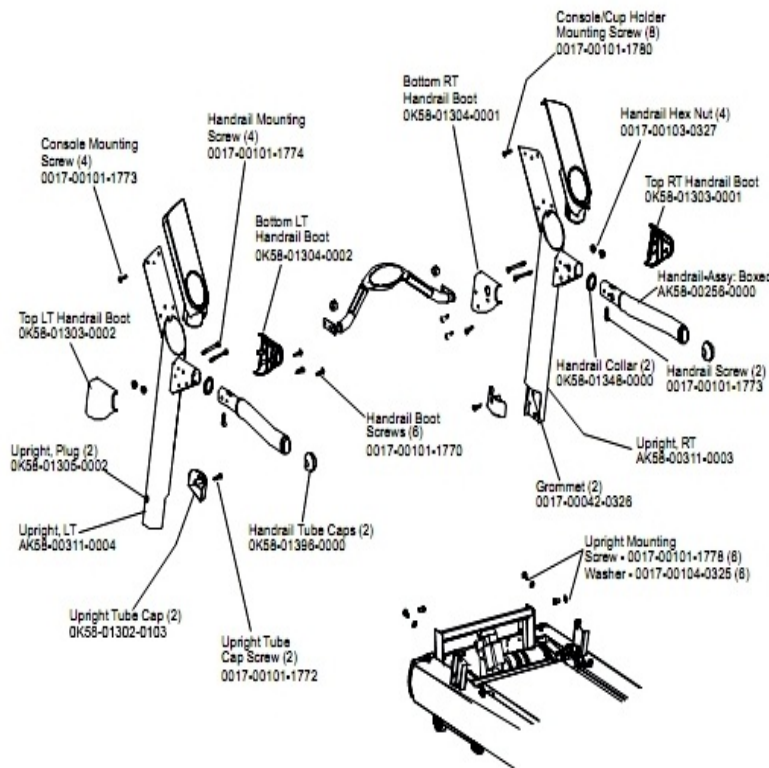 Console/Cup Holder
Mounting Screw (8)
0017-00101-1780
Bottom RT
Handrail Boot
0K58-01304-0001
Handrail Mounting
Screw (4)
0017-00101-1774
Handrail Hex Nut (4)
0017-00103-0327
Console Mounting
Screw (4)
0017-00101-1773
Top RT Handrail Boot
0K58-01303-0001
Bottom LT
Handrail Boot
0K58-01304-0002
Handrail-Assy: Boxed
AK58-00256-0000
Top LT Handrail Boot
0K58-01303-0002
Handrail Collar (2)
0K58-01348-0000
Handrail Screw (2)
0017-00101-1773
Handrail Boot
Screws (6)
0017-00101-1770
Upright, RT
AK58-00311-0003
Upright, Plug (2)
0K58-01305-0002
Grommet (2)
0017-00042-0326
Upright, LT
AK58-00311-0004
Handrail Tube Caps (2)
0K58-01396-0000
Upright Mounting
Screw - 0017-00101-1778 (6)
Washer - 0017-00104-0325 (6)
Upright Tube Cap (2)
0K58-01302-0103
Upright Tube
Cap Screw (2)
0017-00101-1772